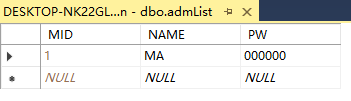 DESKTOP-NK22GL...n - dbo.admList
MID NAME PW
1 MA 000000
NULL NULL NULL